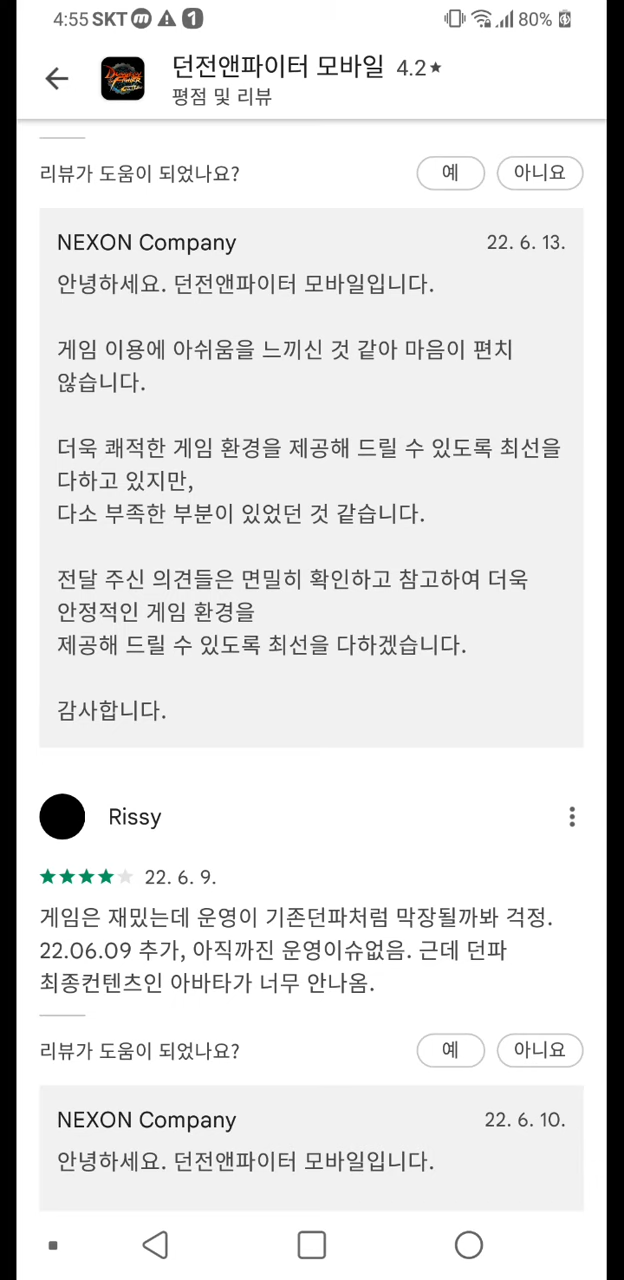 4:55 SKT m 1 80%
던전앤파이터 모바일 4.2★
평점 및 리뷰
리뷰가 도움이 되었나요? 예 아니요
NEXON Company 22. 6. 13.
안녕하세요. 던전앤파이터 모바일입니다.
게임 이용에 아쉬움을 느끼신 것 같아 마음이 편치
않습니다.
더욱 쾌적한 게임 환경을 제공해 드릴 수 있도록 최선을
다하고 있지만,
다소 부족한 부분이 있었던 것 같습니다.
전달 주신 의견들은 면밀히 확인하고 참고하여 더욱
안정적인 게임 환경을
제공해 드릴 수 있도록 최선을 다하겠습니다.
감사합니다.
Rissy
★★★★★ 22. 6. 9.
게임은 재밌는데 운영이 기존던파처럼 막장될까봐 걱정.
22.06.09 추가, 아직까진 운영이슈없음. 근데 던파
최종컨텐츠인 아바타가 너무 안나옴.
리뷰가 도움이 되었나요? 예 아니요
NEXON Company 22. 6. 10.
안녕하세요. 던전앤파이터 모바일입니다.